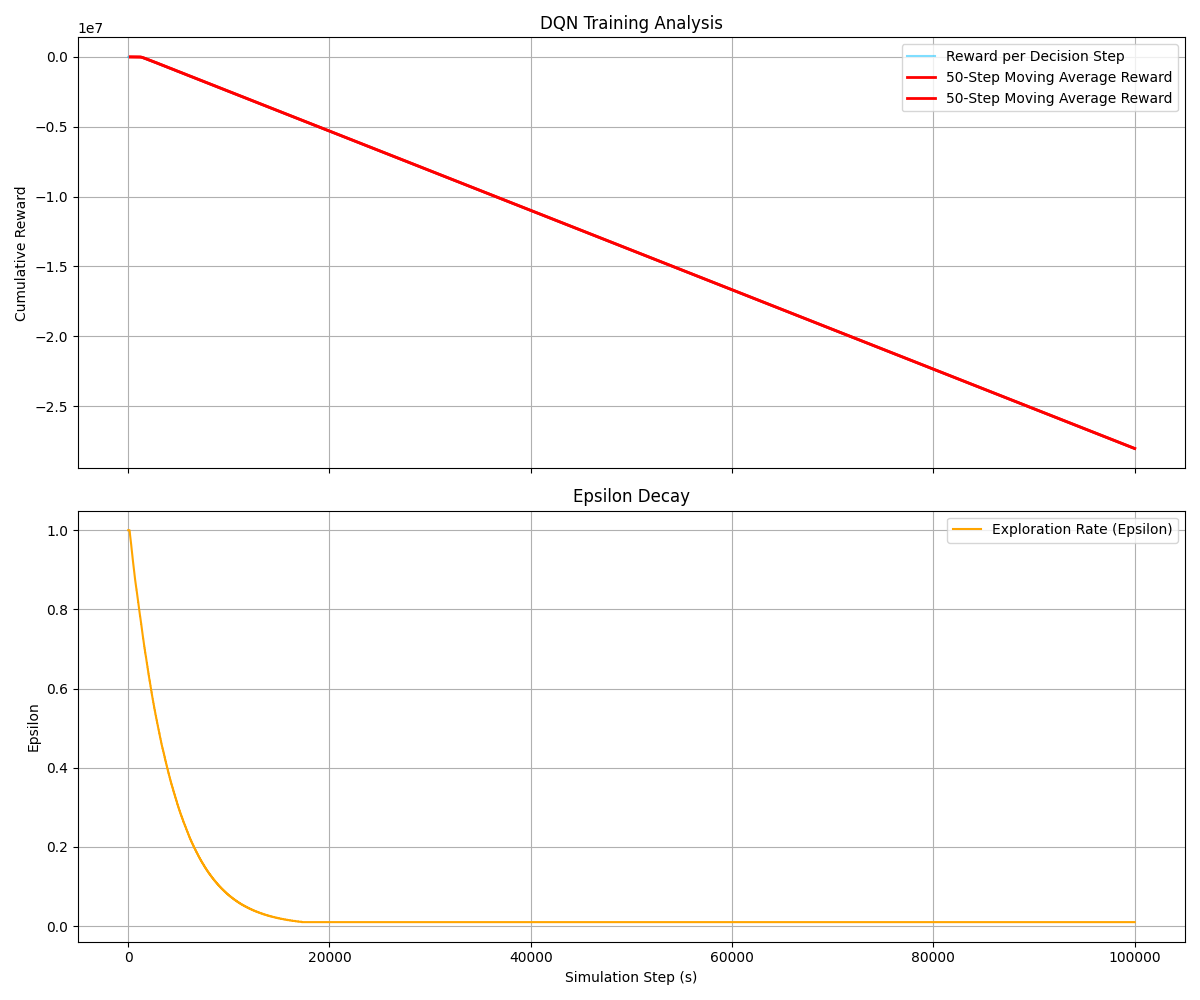 DQN Training Analysis
1e7
0.0
−0.5
−1.0
−1.5
−2.0
−2.5
Cumulative Reward
Reward per Decision Step
50-Step Moving Average Reward
50-Step Moving Average Reward
Epsilon Decay
1.0
0.8
0.6
0.4
0.2
0.0
Epsilon
Exploration Rate (Epsilon)
0 20000 40000 60000 80000 100000
Simulation Step (s)